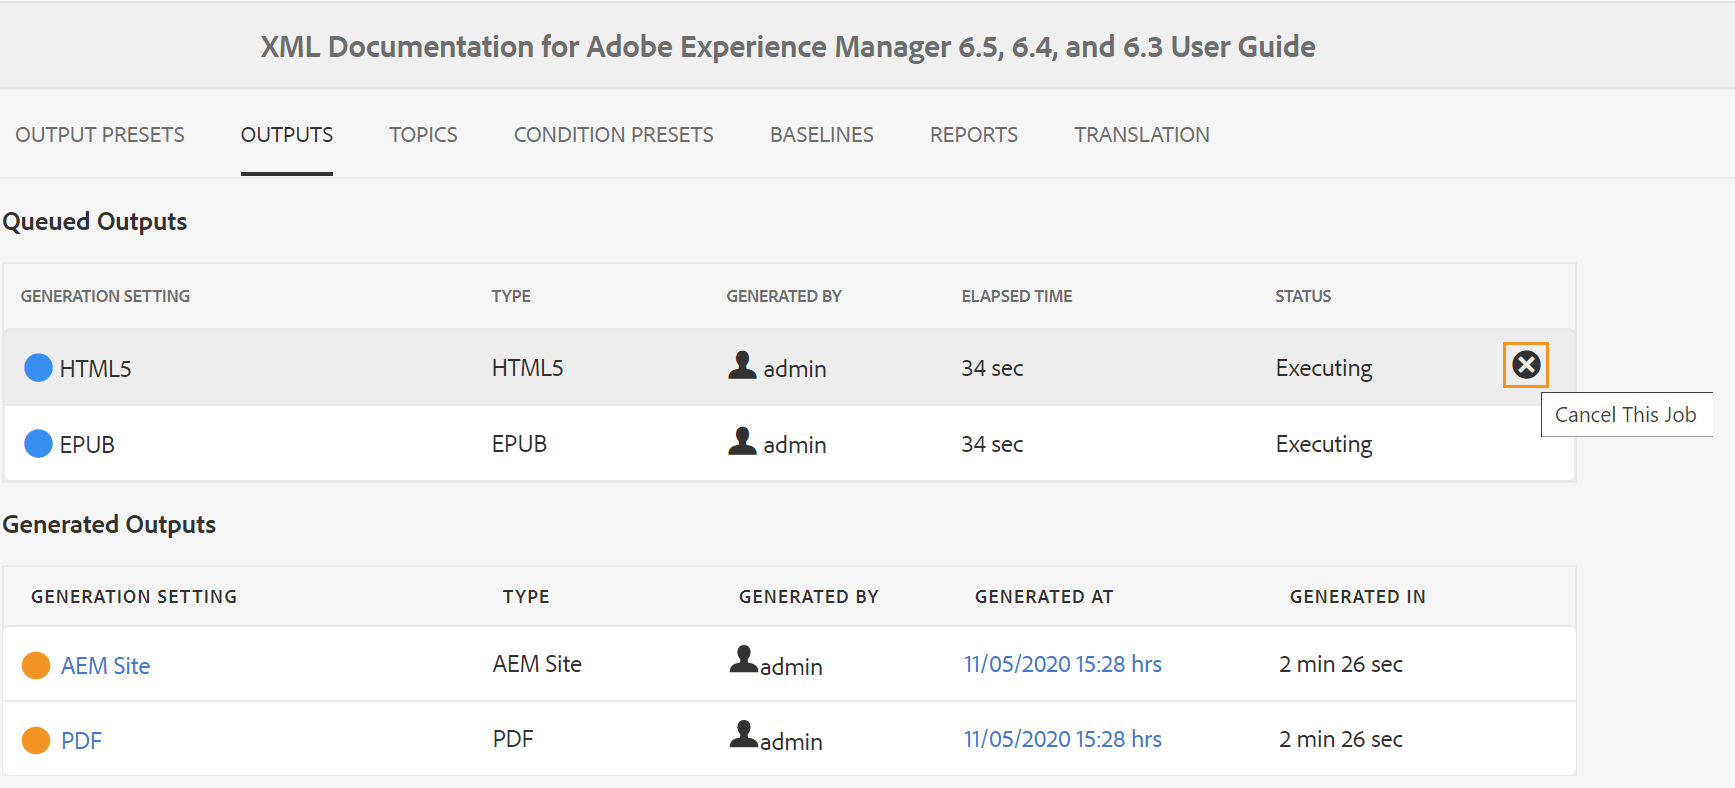 XML Documentation for Adobe Experience Manager 6.5, 6.4, and 6.3 User Guide
OUTPUT PRESETS OUTPUTS TOPICS CONDITION PRESETS BASELINES REPORTS TRANSLATION
Queued Outputs
GENERATION SETTING TYPE GENERATED BY ELAPSED TIME STATUS
HTML5 HTML5 admin 34 sec Executing
Cancel This Job
EPUB EPUB admin 34 sec Executing
Generated Outputs
GENERATION SETTING TYPE GENERATED BY GENERATED AT GENERATED IN
AEM Site AEM Site admin 11/05/2020 15:28 hrs 2 min 26 sec
PDF PDF admin 11/05/2020 15:28 hrs 2 min 26 sec